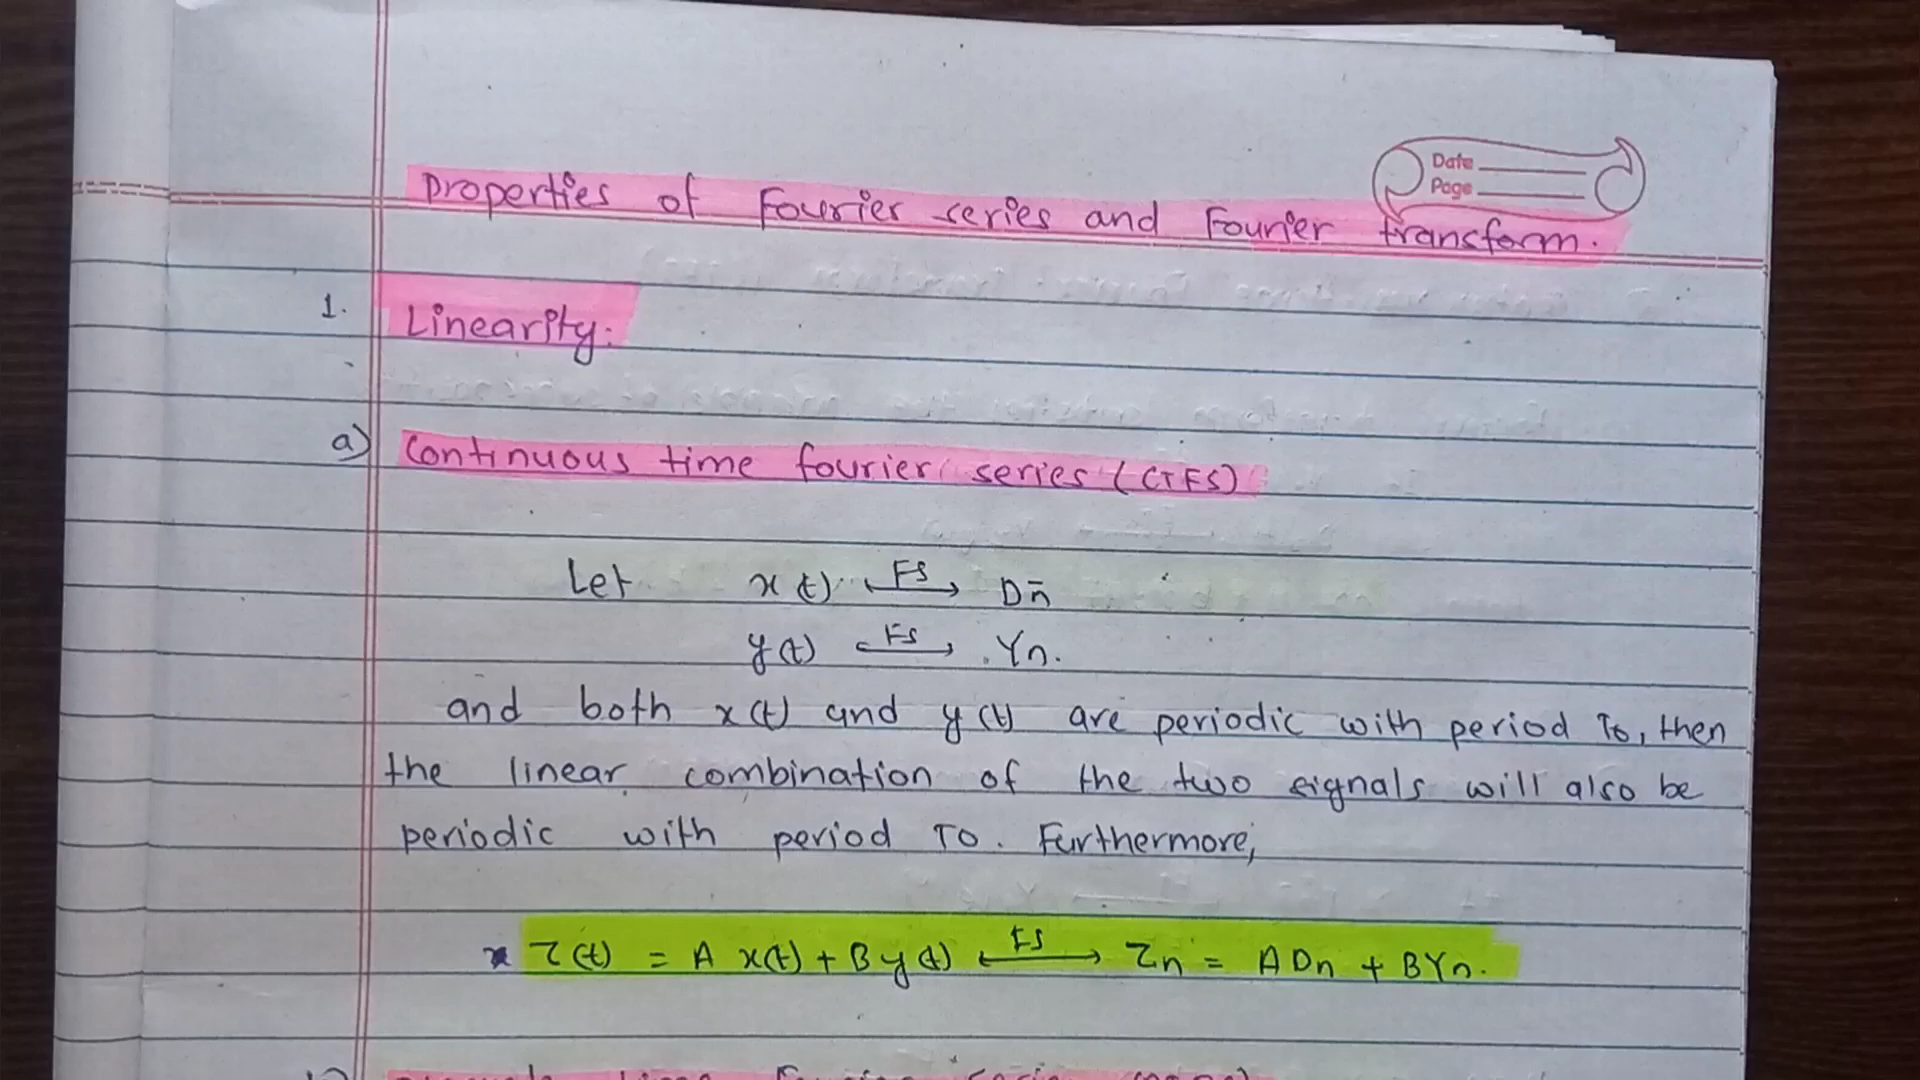 Date
Page
Properties of Fourier series and Fourier transform.
1. Linearity:
a) Continuous time fourier series (CTFS)
Let x(t) ←FS→ Dn̄
y(t) ←FS→ Yn.
and both x(t) and y(t) are periodic with period To, then
the linear combination of the two signals will also be
periodic with period To. Furthermore,
* Z(t) = A x(t) + B y(t) ←FS→ Zn = ADn + BYn.